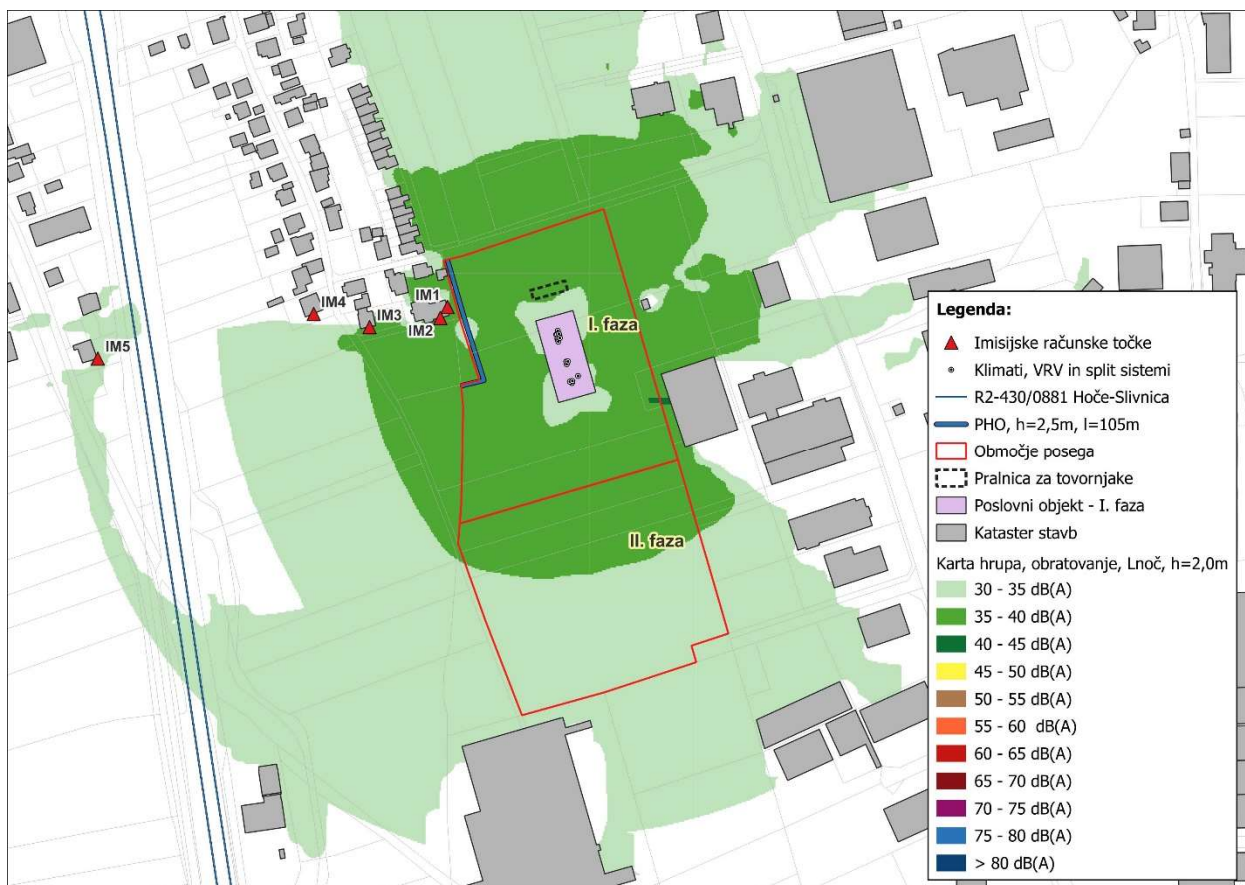 IM1
IM2
IM3
IM4
IM5
I. faza
II. faza
Legenda:
Imisijske računske točke
Klimati, VRV in split sistemi
R2-430/0881 Hoče-Slivnica
PHO, h=2,5m, l=105m
Območje posega
Pralnica za tovornjake
Poslovni objekt - I. faza
Kataster stavb
Karta hrupa, obratovanje, Lnoč, h=2,0m
30 - 35 dB(A)
35 - 40 dB(A)
40 - 45 dB(A)
45 - 50 dB(A)
50 - 55 dB(A)
55 - 60 dB(A)
60 - 65 dB(A)
65 - 70 dB(A)
70 - 75 dB(A)
75 - 80 dB(A)
> 80 dB(A)